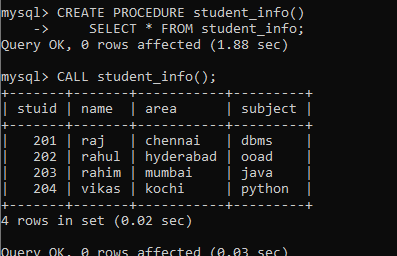 mysql> CREATE PROCEDURE student_info()
    -> SELECT * FROM student_info;
Query OK, 0 rows affected (1.88 sec)
mysql> CALL student_info();
+-------+-------+-----------+---------+
| stuid | name | area | subject |
+-------+-------+-----------+---------+
| 201 | raj | chennai | dbms |
| 202 | rahul | hyderabad | ooad |
| 203 | rahim | mumbai | java |
| 204 | vikas | kochi | python |
+-------+-------+-----------+---------+
4 rows in set (0.02 sec)
Query OK, 0 rows affected (0.03 sec)